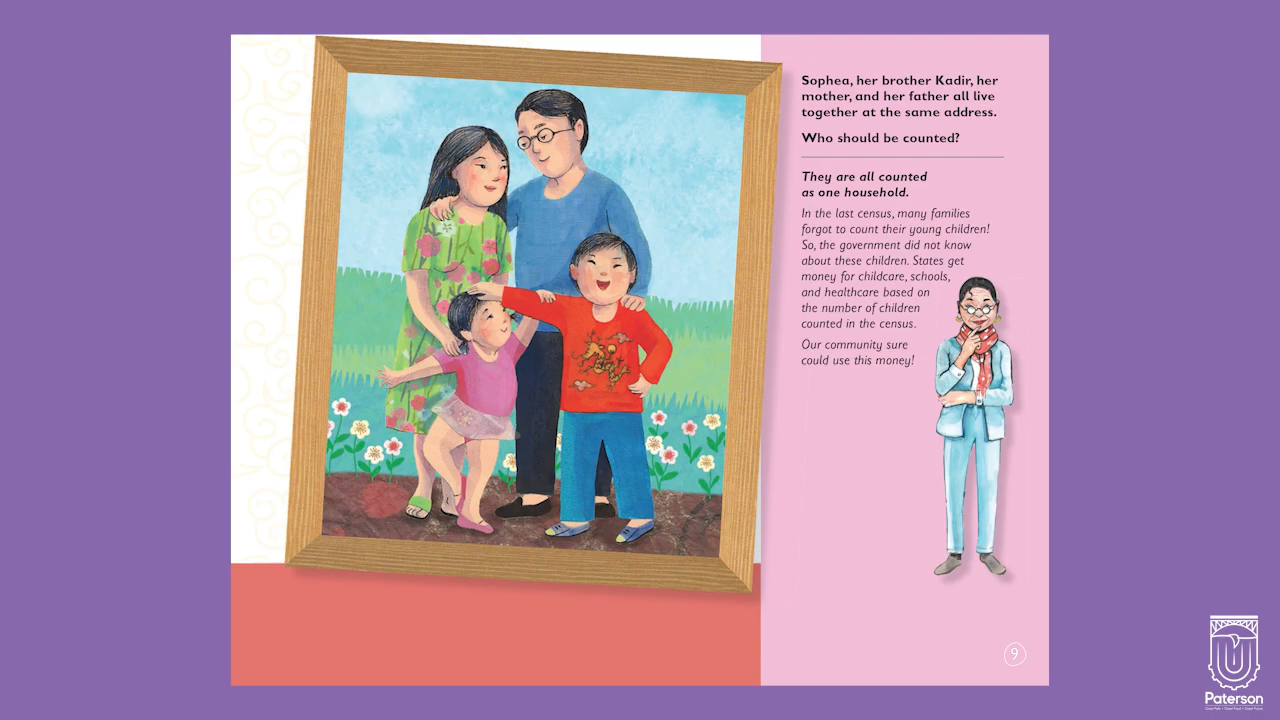 Sophea, her brother Kadir, her
mother, and her father all live
together at the same address.
Who should be counted?
They are all counted
as one household.
In the last census, many families
forgot to count their young children!
So, the government did not know
about these children. States get
money for childcare, schools,
and healthcare based on
the number of children
counted in the census.
Our community sure
could use this money!
9
Paterson